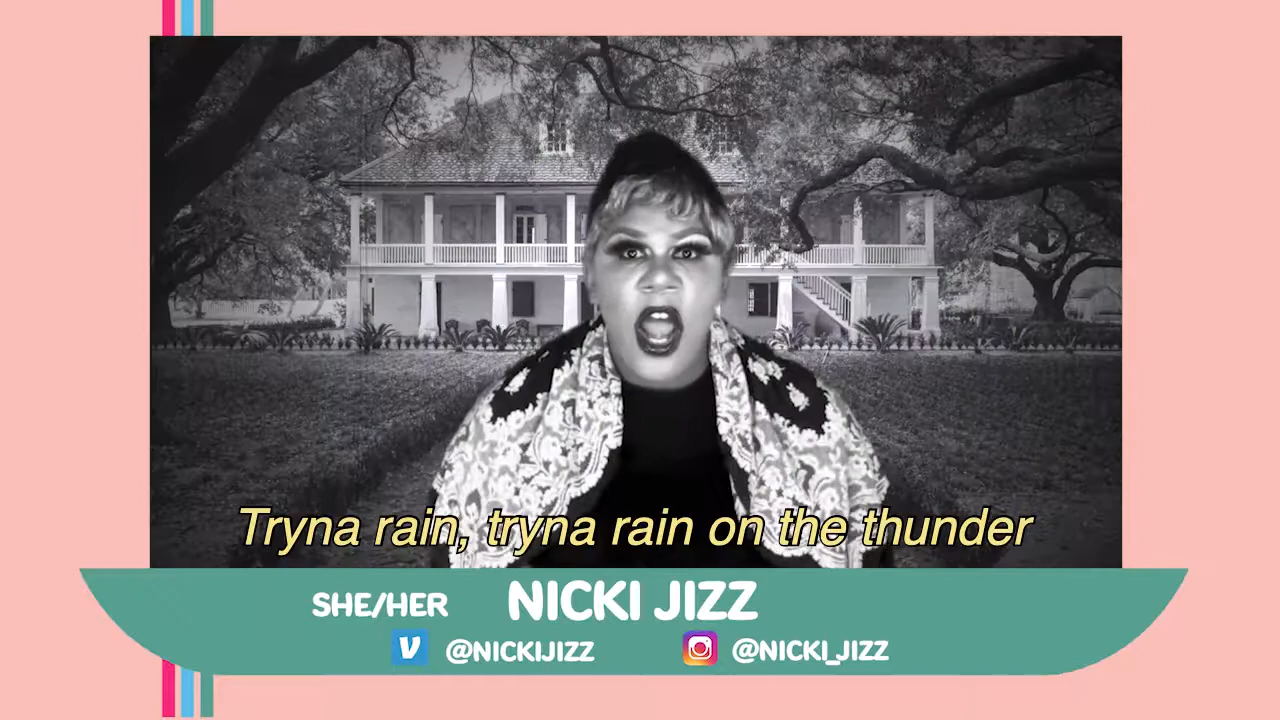 Tryna rain, tryna rain on the thunder
SHE/HER NICKI JIZZ
@NICKIJIZZ @NICKI_JIZZ